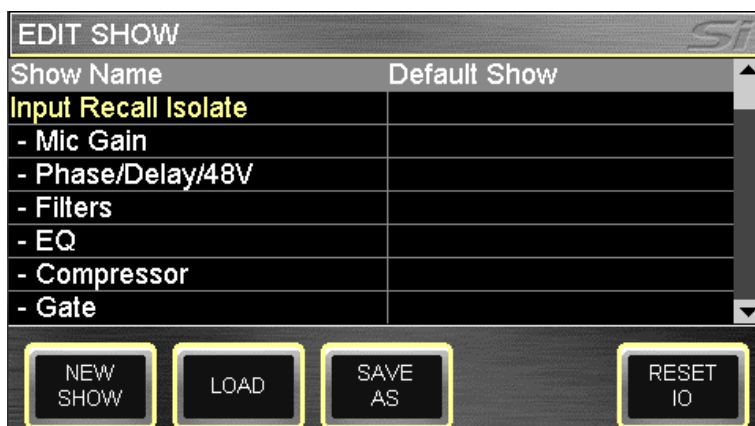 EDIT SHOW
Si
Show Name Default Show
Input Recall Isolate
- Mic Gain
- Phase/Delay/48V
- Filters
- EQ
- Compressor
- Gate
NEW SHOW
LOAD
SAVE AS
RESET IO